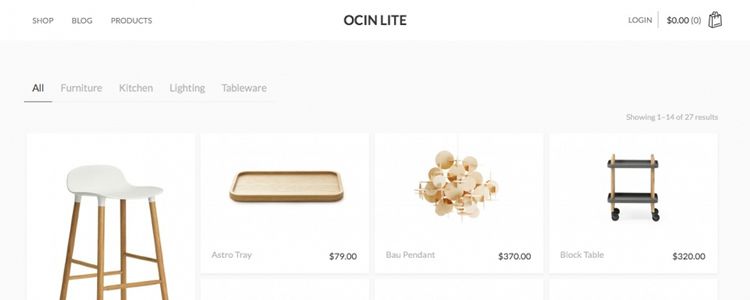 SHOP BLOG PRODUCTS OCIN LITE LOGIN $0.00 (0)
All Furniture Kitchen Lighting Tableware
Showing 1–14 of 27 results
Astro Tray $79.00 Bau Pendant $370.00 Block Table $320.00